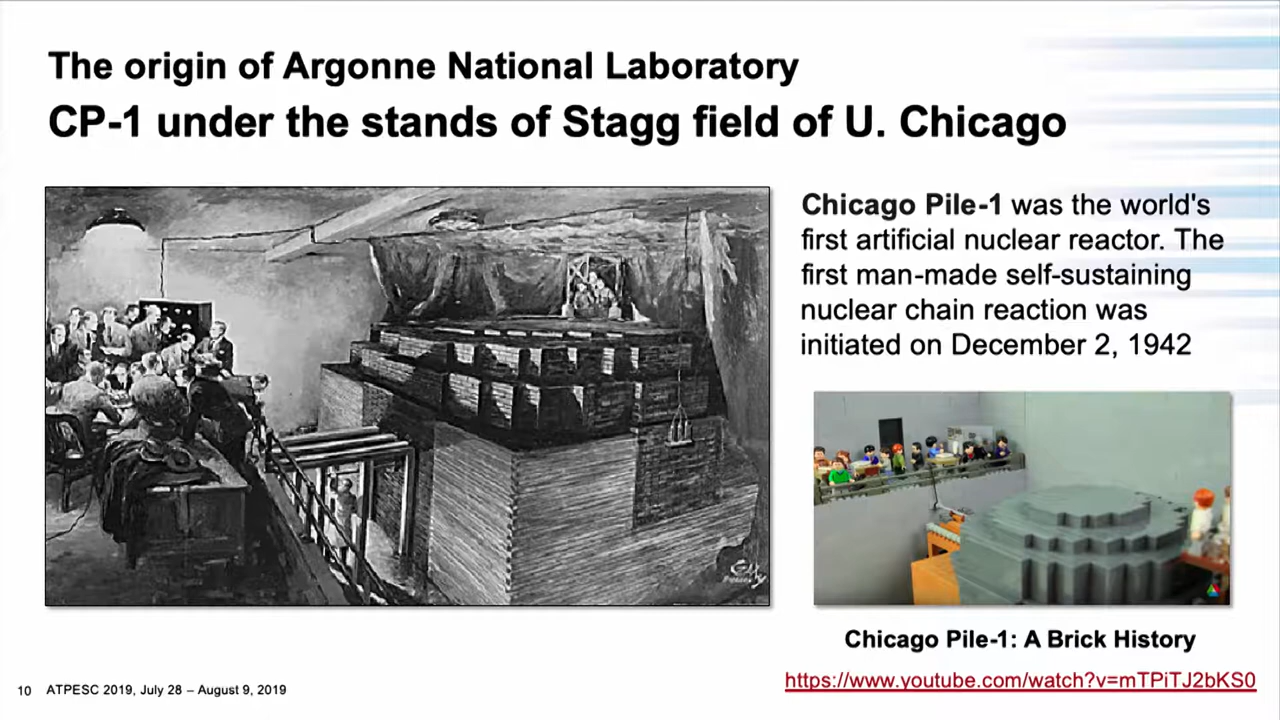 The origin of Argonne National Laboratory
CP-1 under the stands of Stagg field of U. Chicago
Chicago Pile-1 was the world's
first artificial nuclear reactor. The
first man-made self-sustaining
nuclear chain reaction was
initiated on December 2, 1942
Chicago Pile-1: A Brick History
https://www.youtube.com/watch?v=mTPiTJ2bKS0
10 ATPESC 2019, July 28 – August 9, 2019